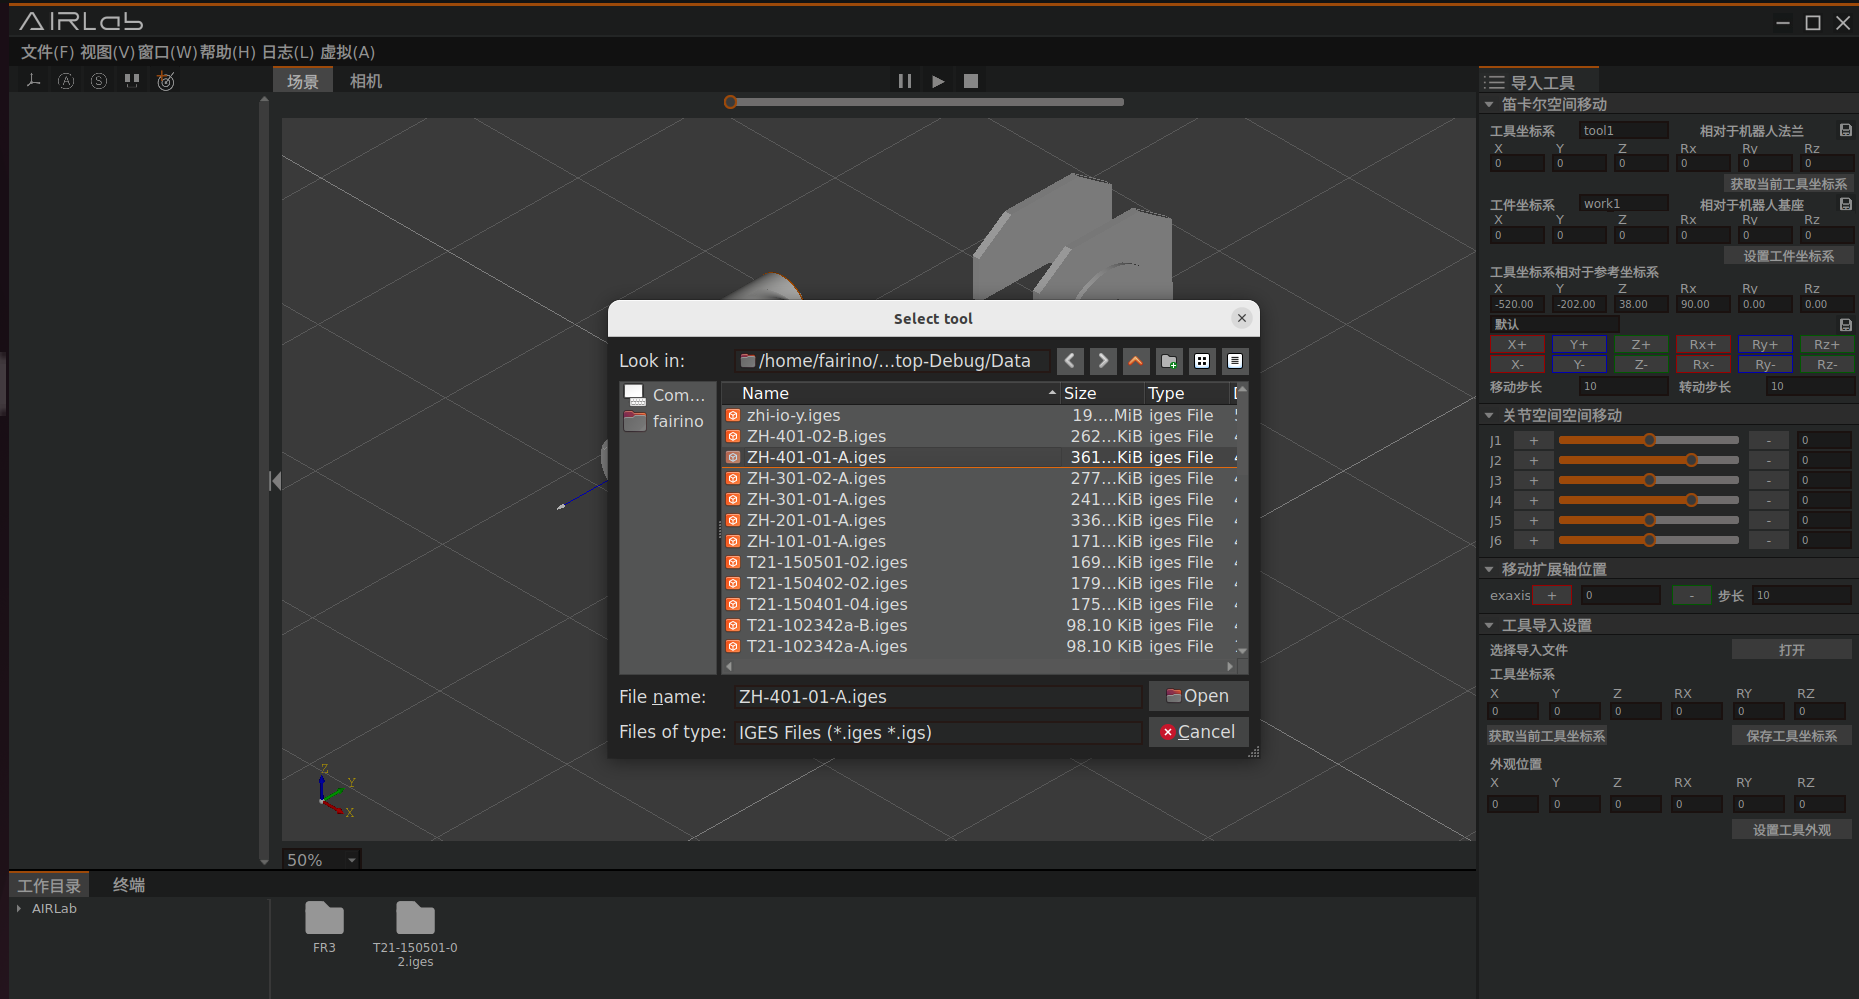 AIRLab
文件(F) 视图(V) 窗口(W) 帮助(H) 日志(L) 虚拟(A)
场景 相机
50%
Select tool
Look in: /home/fairino/...top-Debug/Data
Com...
fairino
Name Size Type
zhi-io-y.iges 19....MiB iges File
ZH-401-02-B.iges 262...KiB iges File
ZH-401-01-A.iges 361...KiB iges File
ZH-301-02-A.iges 277...KiB iges File
ZH-301-01-A.iges 241...KiB iges File
ZH-201-01-A.iges 336...KiB iges File
ZH-101-01-A.iges 171...KiB iges File
T21-150501-02.iges 169...KiB iges File
T21-150402-02.iges 179...KiB iges File
T21-150401-04.iges 175...KiB iges File
T21-102342a-B.iges 98.10 KiB iges File
T21-102342a-A.iges 98.10 KiB iges File
File name: ZH-401-01-A.iges Open
Files of type: IGES Files (*.iges *.igs) Cancel
Z
Y
X
导入工具
笛卡尔空间移动
工具坐标系 tool1 相对于机器人法兰
X Y Z Rx Ry Rz
0 0 0 0 0 0
获取当前工具坐标系
工件坐标系 work1 相对于机器人基座
X Y Z Rx Ry Rz
0 0 0 0 0 0
设置工件坐标系
工具坐标系相对于参考坐标系
X Y Z Rx Ry Rz
-520.00 -202.00 38.00 90.00 0.00 0.00
默认
X+ Y+ Z+ Rx+ Ry+ Rz+
X- Y- Z- Rx- Ry- Rz-
移动步长 10 转动步长 10
关节空间空间移动
J1 + - 0
J2 + - 0
J3 + - 0
J4 + - 0
J5 + - 0
J6 + - 0
移动扩展轴位置
exaxis + 0 - 步长 10
工具导入设置
选择导入文件 打开
工具坐标系
X Y Z RX RY RZ
0 0 0 0 0 0
获取当前工具坐标系 保存工具坐标系
外观位置
X Y Z RX RY RZ
0 0 0 0 0 0
设置工具外观
工作目录 终端
AIRLab
FR3
T21-150501-0
2.iges